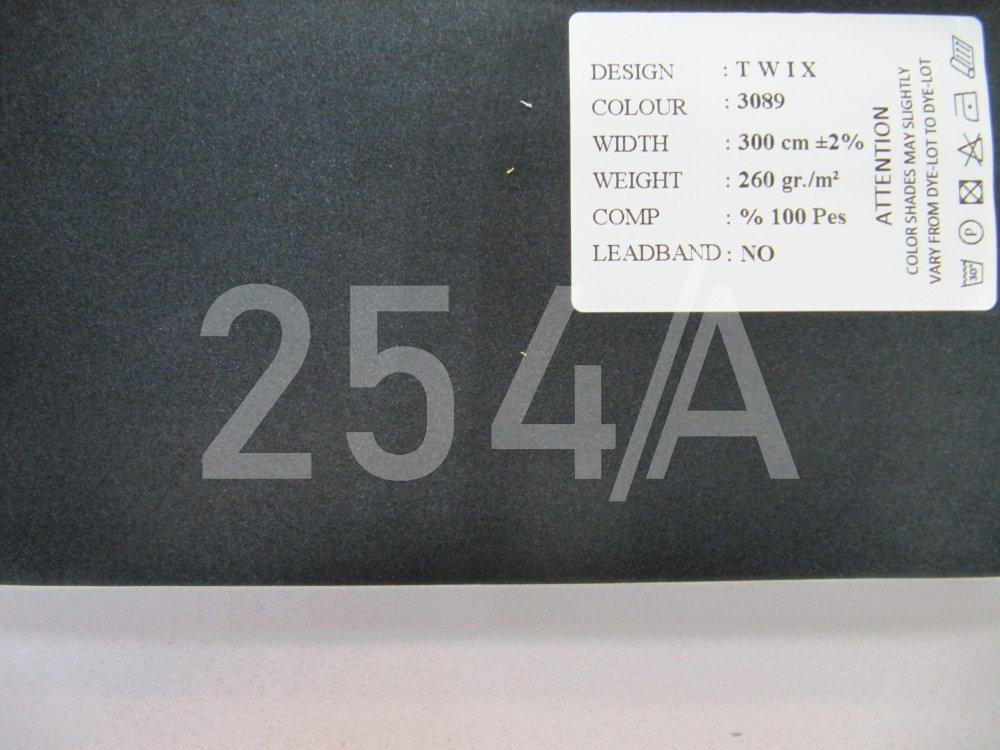 DESIGN : T W I X
COLOUR : 3089
WIDTH : 300 cm ±2%
WEIGHT : 260 gr./m²
COMP : % 100 Pes
LEADBAND : NO
ATTENTION
COLOR SHADES MAY SLIGHTLY
VARY FROM DYE-LOT TO DYE-LOT
30°
P
254/A